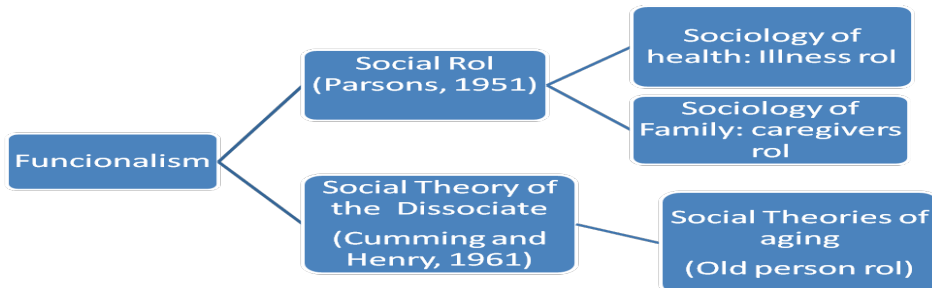 Funcionalism
Social Rol
(Parsons, 1951)
Sociology of
health: Illness rol
Sociology of
Family: caregivers
rol
Social Theory of
the Dissociate
(Cumming and
Henry, 1961)
Social Theories of
aging
(Old person rol)